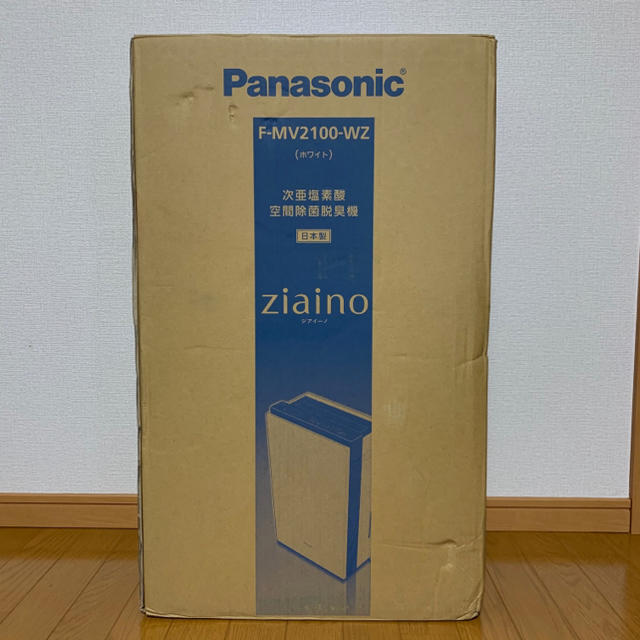 Panasonic®
F-MV2100-WZ
(ホワイト)
次亜塩素酸
空間除菌脱臭機
日本製
ziaino
ジアイーノ